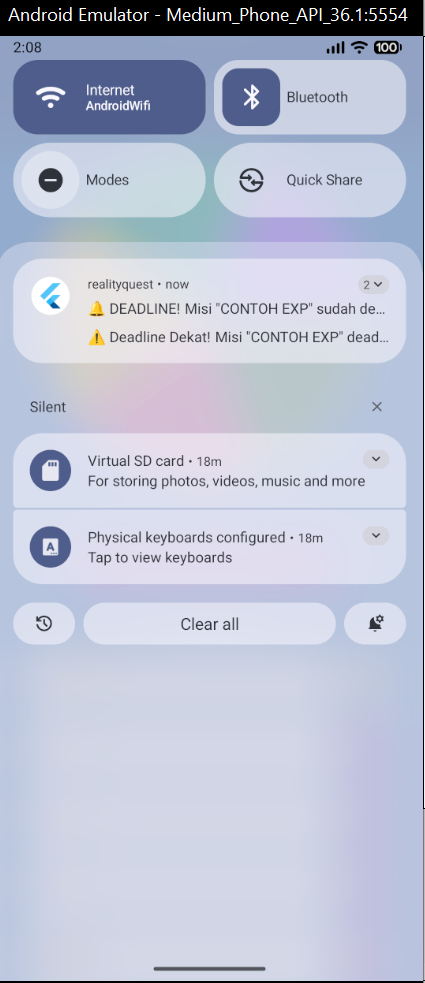 Android Emulator - Medium_Phone_API_36.1:5554
2:08 100
Internet
AndroidWifi
Bluetooth
Modes
Quick Share
realityquest • now 2
🔔 DEADLINE! Misi "CONTOH EXP" sudah de...
⚠️ Deadline Dekat! Misi "CONTOH EXP" dead...
Silent
Virtual SD card • 18m
For storing photos, videos, music and more
Physical keyboards configured • 18m
Tap to view keyboards
Clear all